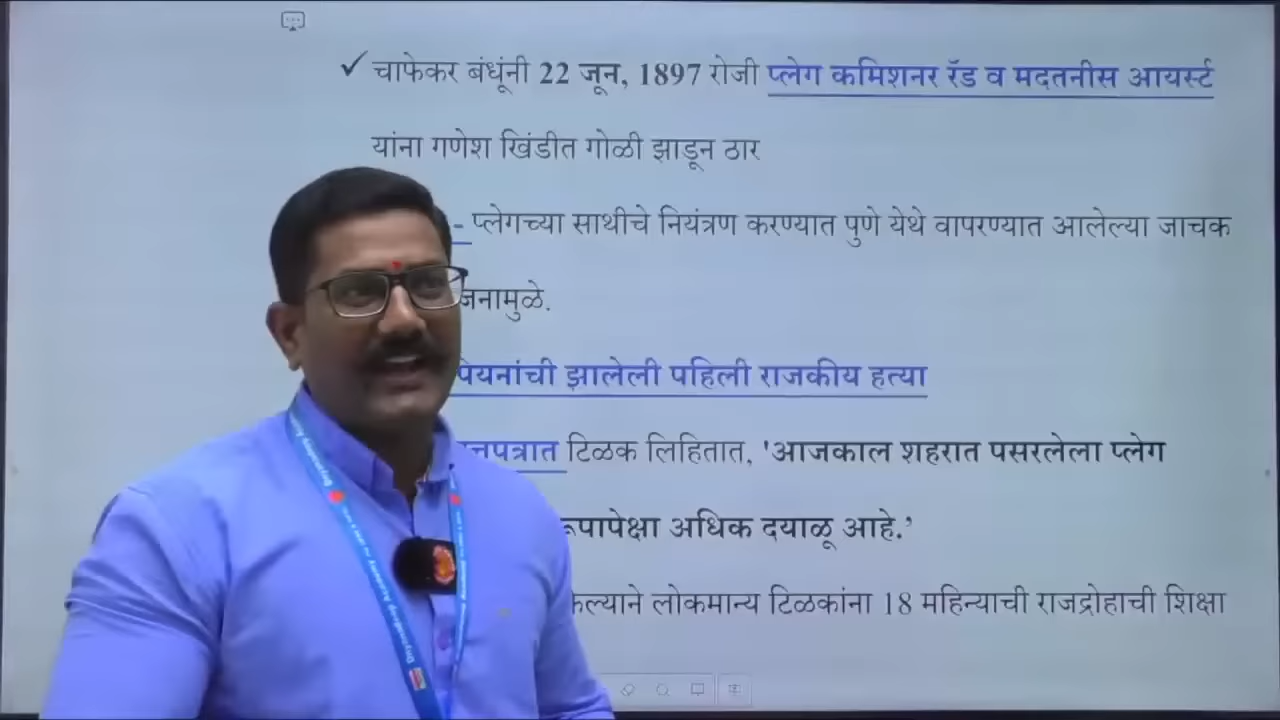 ✓ चाफेकर बंधूंनी 22 जून, 1897 रोजी प्लेग कमिशनर रॅंड व मदतनीस आयर्स्ट
यांना गणेश खिंडीत गोळी झाडून ठार
- प्लेगच्या साथीचे नियंत्रण करण्यात पुणे येथे वापरण्यात आलेल्या जाचक
झालेली पहिली राजकीय हत्या
टिळक लिहितात, 'आजकाल शहरात पसरलेला प्लेग
अधिक दयाळू आहे.’
लोकमान्य टिळकांना 18 महिन्याची राजद्रोहाची शिक्षा